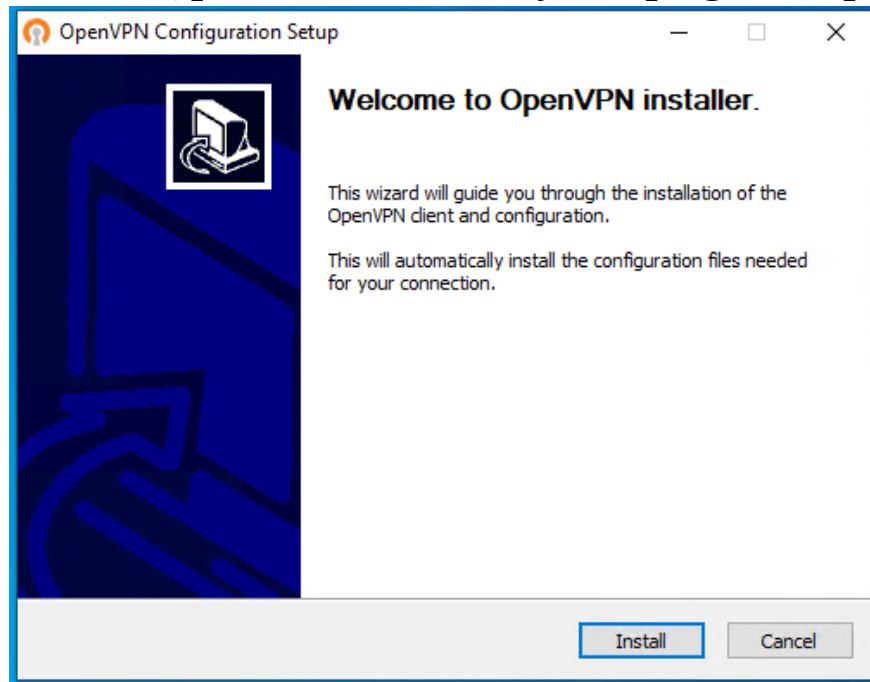 OpenVPN Configuration Setup
Welcome to OpenVPN installer.
This wizard will guide you through the installation of the
OpenVPN client and configuration.
This will automatically install the configuration files needed
for your connection.
Install
Cancel